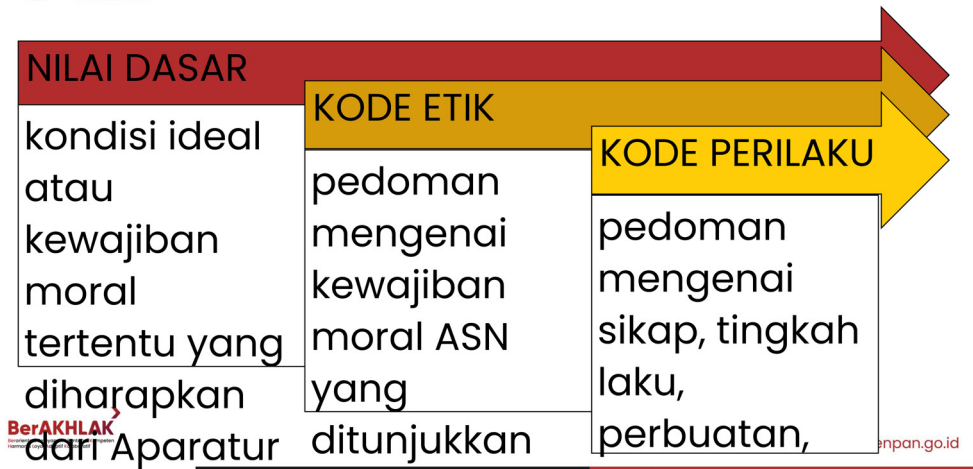 NILAI DASAR
kondisi ideal
atau
kewajiban
moral
tertentu yang
diharapkan
dari Aparatur
KODE ETIK
pedoman
mengenai
kewajiban
moral ASN
yang
ditunjukkan
KODE PERILAKU
pedoman
mengenai
sikap, tingkah
laku,
perbuatan,
BerAKHLAK
enpan.go.id